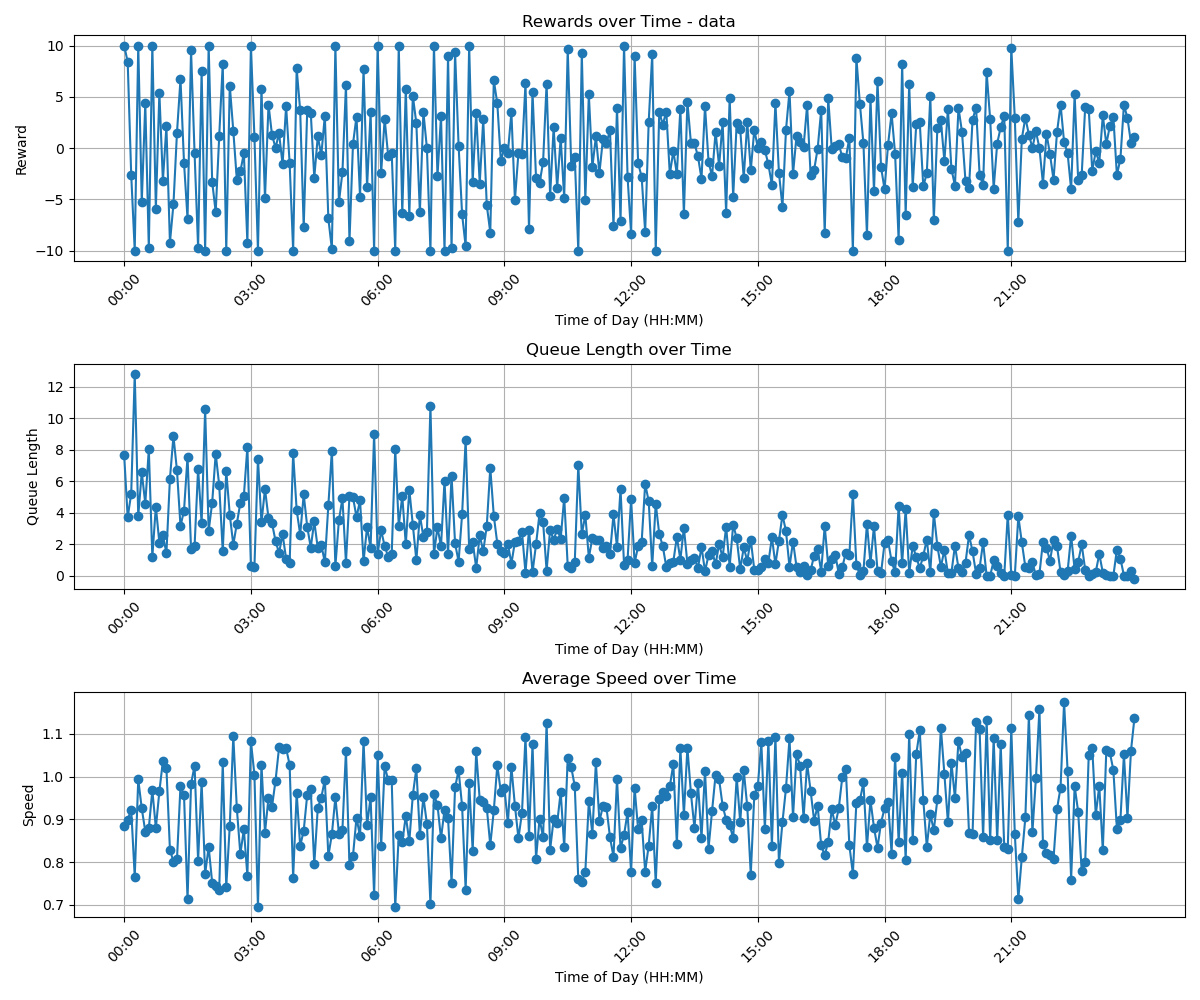 Rewards over Time - data
Reward
10
5
0
−5
−10
00:00 03:00 06:00 09:00 12:00 15:00 18:00 21:00
Time of Day (HH:MM)
Queue Length over Time
Queue Length
12
10
8
6
4
2
0
00:00 03:00 06:00 09:00 12:00 15:00 18:00 21:00
Time of Day (HH:MM)
Average Speed over Time
Speed
1.1
1.0
0.9
0.8
0.7
00:00 03:00 06:00 09:00 12:00 15:00 18:00 21:00
Time of Day (HH:MM)